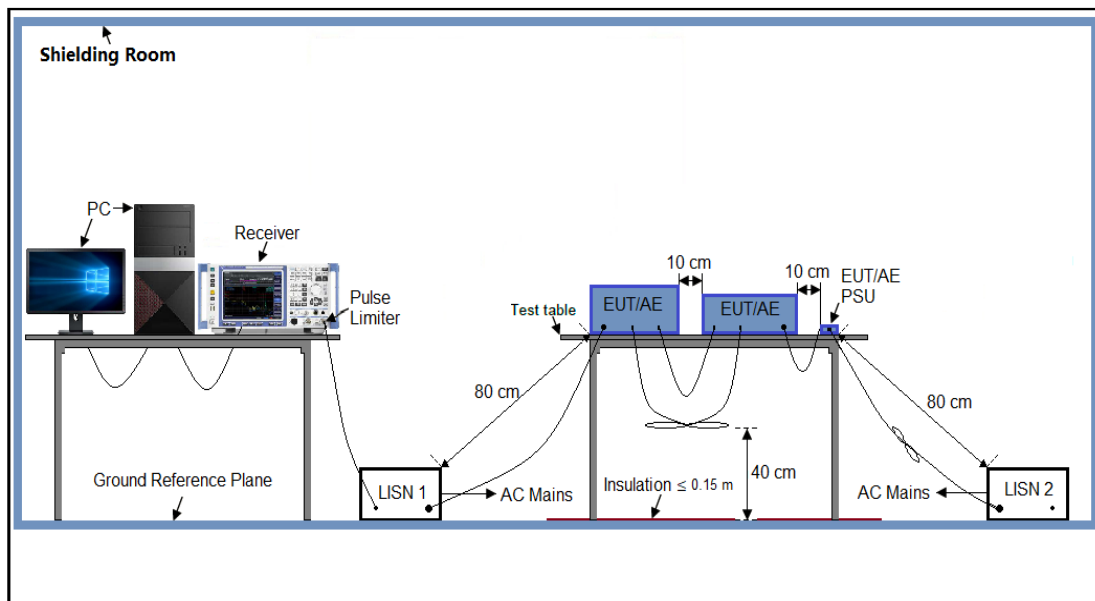 Shielding Room
PC
Receiver
Pulse
Limiter
10 cm
10 cm
EUT/AE
PSU
EUT/AE
EUT/AE
Test table
80 cm
80 cm
40 cm
Ground Reference Plane
LISN 1
AC Mains
Insulation ≤ 0.15 m
AC Mains
LISN 2